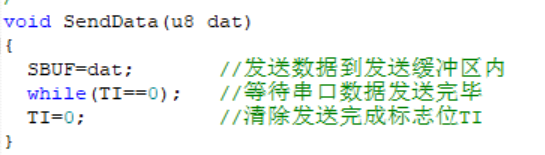 /
void SendData(u8 dat)
{
SBUF=dat; //发送数据到发送缓冲区内
while(TI==0); //等待串口数据发送完毕
TI=0; //清除发送完成标志位TI
}